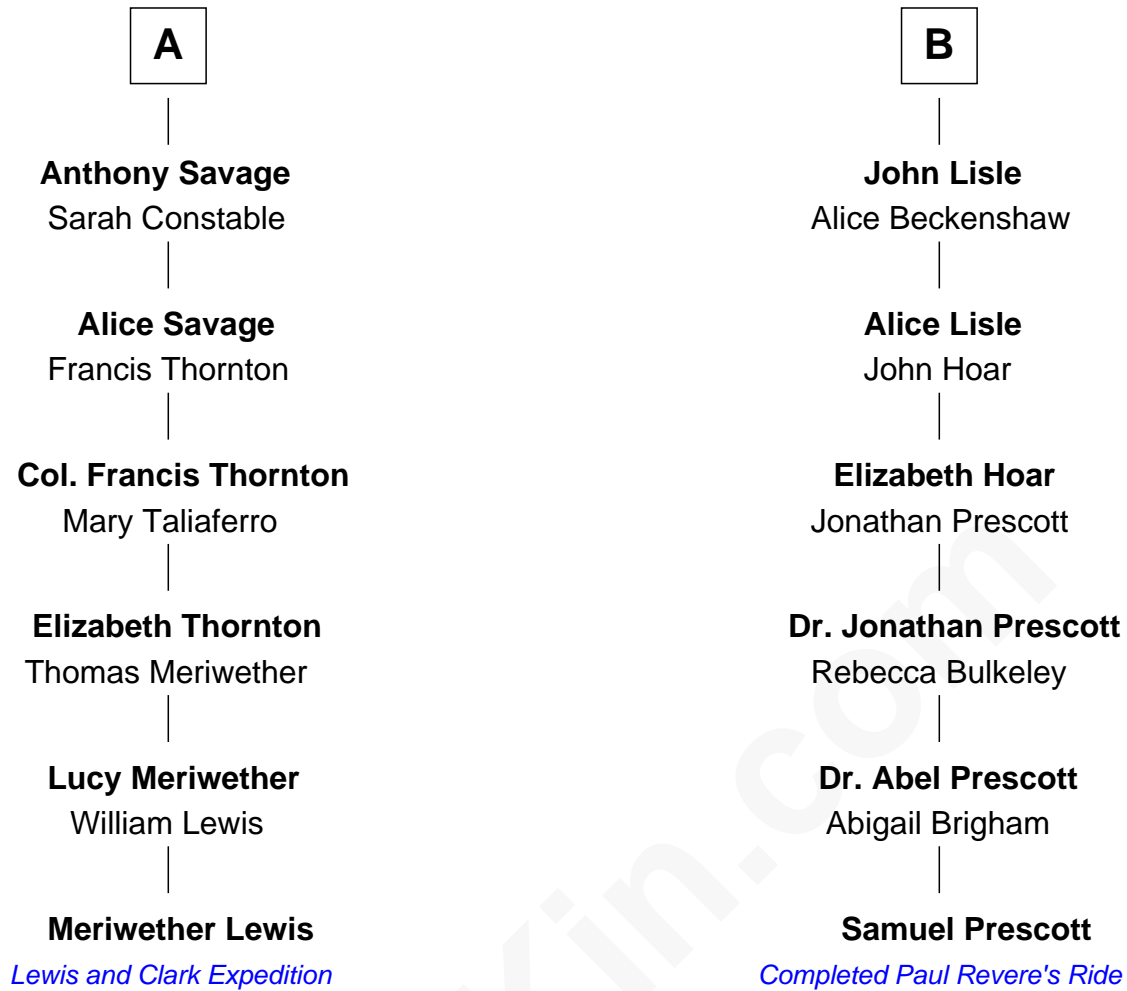 A
Anthony Savage
Sarah Constable
Alice Savage
Francis Thornton
Col. Francis Thornton
Mary Taliaferro
Elizabeth Thornton
Thomas Meriwether
Lucy Meriwether
William Lewis
Meriwether Lewis
Lewis and Clark Expedition
B
John Lisle
Alice Beckenshaw
Alice Lisle
John Hoar
Elizabeth Hoar
Jonathan Prescott
Dr. Jonathan Prescott
Rebecca Bulkeley
Dr. Abel Prescott
Abigail Brigham
Samuel Prescott
Completed Paul Revere's Ride